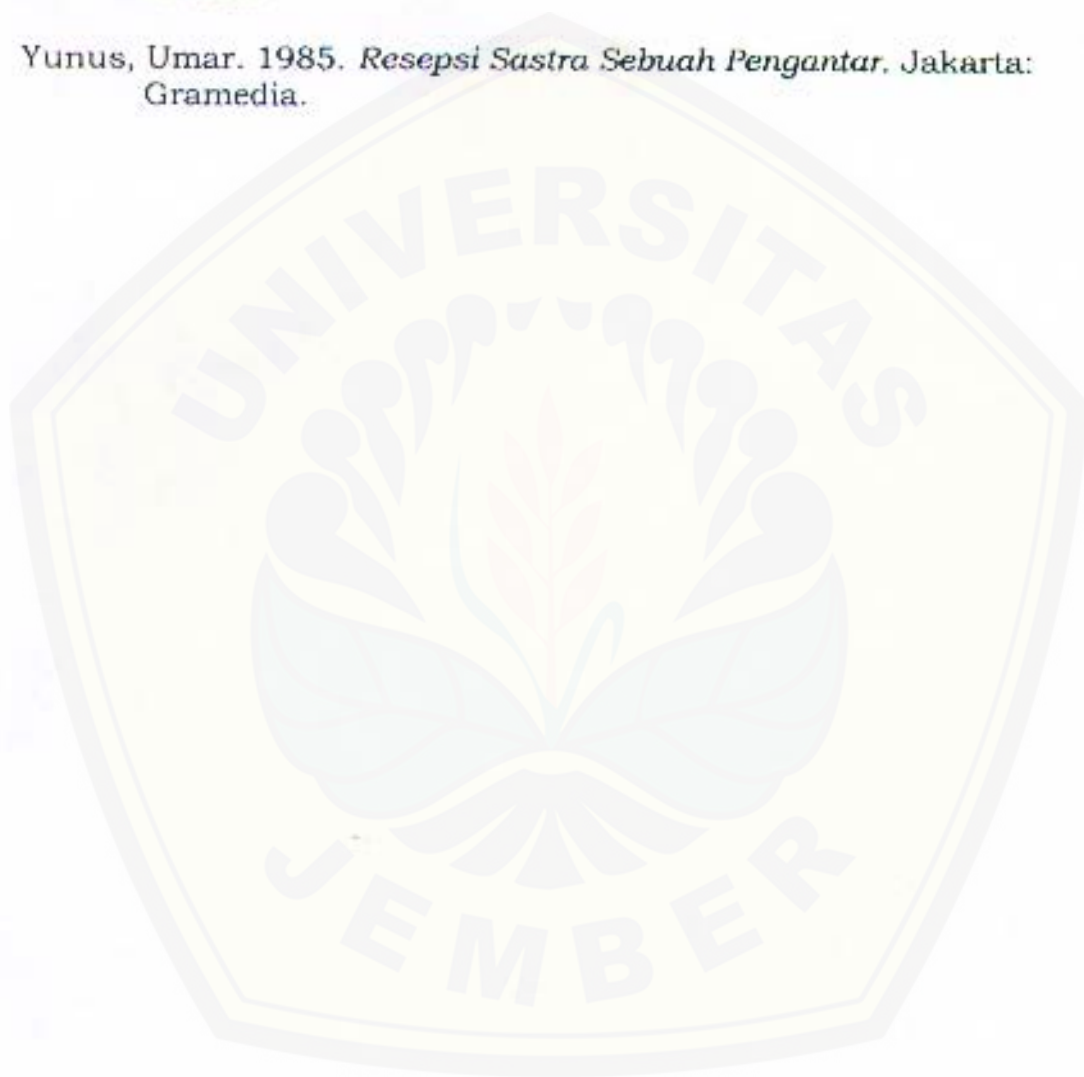 Yunus, Umar. 1985. Resepsi Sastra Sebuah Pengantar. Jakarta:
Gramedia.
UNIVERSITAS
JEMBER